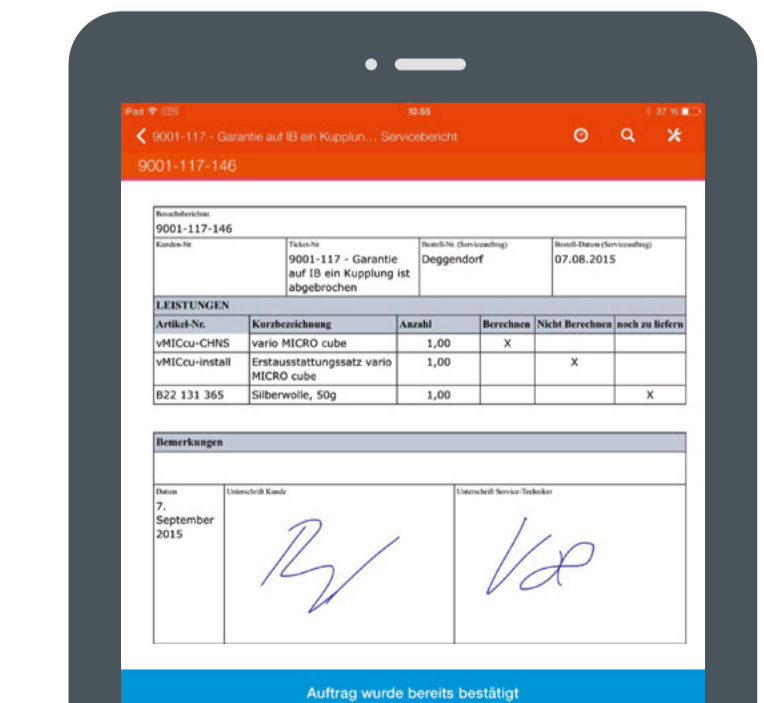 iPad
10:55
37 %
9001-117 - Garantie auf IB ein Kupplun... Servicebericht
9001-117-146
Besuchsberichtnr.
9001-117-146
Kunden-Nr.
Ticket-Nr.
9001-117 - Garantie
auf IB ein Kupplung ist
abgebrochen
Bestell-Nr. (Serviceauftrag)
Deggendorf
Bestell-Datum (Serviceauftrag)
07.08.2015
LEISTUNGEN
Artikel-Nr. Kurzbezeichnung Anzahl Berechnen Nicht Berechnen noch zu liefern
vMICcu-CHNS vario MICRO cube 1,00 X
vMICcu-install Erstausstattungssatz vario 1,00 X
MICRO cube
B22 131 365 Silberwolle, 50g 1,00 X
Bemerkungen
Datum
7.
September
2015
Unterschrift Kunde
Unterschrift Service-Techniker
Auftrag wurde bereits bestätigt